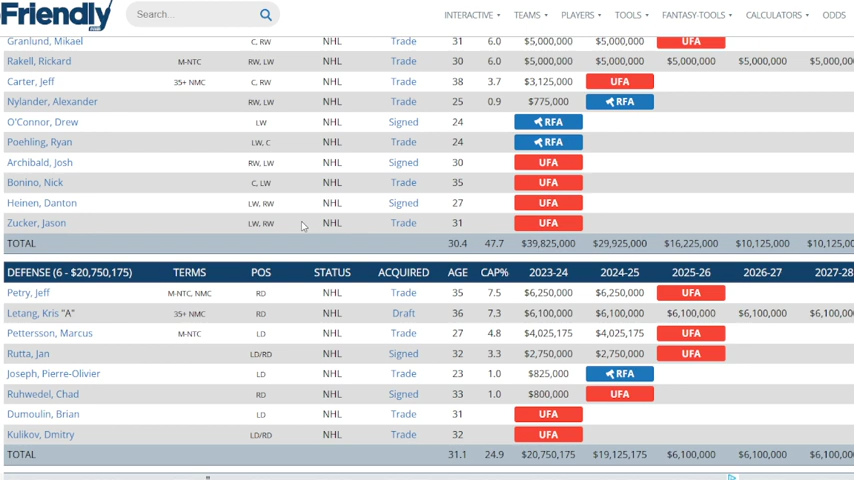 Friendly Search... INTERACTIVE TEAMS PLAYERS TOOLS FANTASY-TOOLS CALCULATORS ODDS
Granlund, Mikael C, RW NHL Trade 31 6.0 $5,000,000 $5,000,000 UFA
Rakell, Rickard M-NTC RW, LW NHL Trade 30 6.0 $5,000,000 $5,000,000 $5,000,000 $5,000,000 $5,000,00
Carter, Jeff 35+ NMC C, RW NHL Trade 38 3.7 $3,125,000 UFA
Nylander, Alexander RW, LW NHL Trade 25 0.9 $775,000 RFA
O'Connor, Drew LW NHL Signed 24 RFA
Poehling, Ryan LW, C NHL Trade 24 RFA
Archibald, Josh RW, LW NHL Signed 30 UFA
Bonino, Nick C, LW NHL Trade 35 UFA
Heinen, Danton LW, RW NHL Signed 27 UFA
Zucker, Jason LW, RW NHL Trade 31 UFA
TOTAL 30.4 47.7 $39,825,000 $29,925,000 $16,225,000 $10,125,000 $10,125,00
DEFENSE (6 - $20,750,175) TERMS POS STATUS ACQUIRED AGE CAP% 2023-24 2024-25 2025-26 2026-27 2027-28
Petry, Jeff M-NTC, NMC RD NHL Trade 35 7.5 $6,250,000 $6,250,000 UFA
Letang, Kris "A" 35+ NMC RD NHL Draft 36 7.3 $6,100,000 $6,100,000 $6,100,000 $6,100,000 $6,100,00
Pettersson, Marcus M-NTC LD NHL Trade 27 4.8 $4,025,175 $4,025,175 UFA
Rutta, Jan LD/RD NHL Signed 32 3.3 $2,750,000 $2,750,000 UFA
Joseph, Pierre-Olivier LD NHL Trade 23 1.0 $825,000 RFA
Ruhwedel, Chad RD NHL Signed 33 1.0 $800,000 UFA
Dumoulin, Brian LD NHL Draft 31 UFA
Kulikov, Dmitry LD/RD NHL Trade 32 UFA
TOTAL 31.1 24.9 $20,750,175 $19,125,175 $6,100,000 $6,100,000 $6,100,00